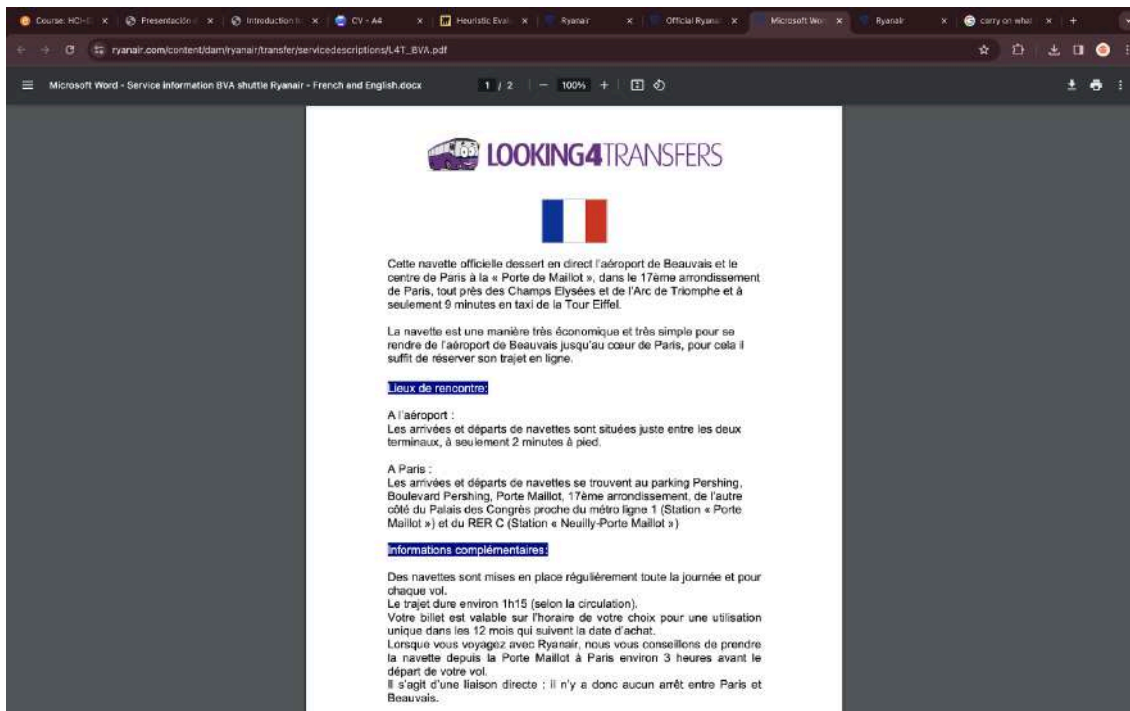 Course: HCI-E
Presentación
Introduction
CV - A4
Heuristic Eval
Ryanair
Official Ryanair
Microsoft Wor
Ryanair
carry on what
ryanair.com/content/dam/ryanair/transfer/servicedescriptions/L4T_BVA.pdf
Microsoft Word - Service information BVA shuttle Ryanair - French and English.docx
1 / 2
100%
LOOKING4TRANSFERS
Cette navette officielle dessert en direct l'aéroport de Beauvais et le
centre de Paris à la « Porte de Maillot », dans le 17ème arrondissement
de Paris, tout près des Champs Elysées et de l'Arc de Triomphe et à
seulement 9 minutes en taxi de la Tour Eiffel.
La navette est une manière très économique et très simple pour se
rendre de l'aéroport de Beauvais jusqu'au cœur de Paris, pour cela il
suffit de réserver son trajet en ligne.
Lieux de rencontre:
A l'aéroport :
Les arrivées et départs de navettes sont situées juste entre les deux
terminaux, à seulement 2 minutes à pied.
A Paris :
Les arrivées et départs de navettes se trouvent au parking Pershing,
Boulevard Pershing, Porte Maillot, 17ème arrondissement, de l'autre
côté du Palais des Congrès proche du métro ligne 1 (Station « Porte
Maillot ») et du RER C (Station « Neuilly-Porte Maillot »)
Informations complémentaires:
Des navettes sont mises en place régulièrement toute la journée et pour
chaque vol.
Le trajet dure environ 1h15 (selon la circulation).
Votre billet est valable sur l'horaire de votre choix pour une utilisation
unique dans les 12 mois qui suivent la date d'achat.
Lorsque vous voyagez avec Ryanair, nous vous conseillons de prendre
la navette depuis la Porte Maillot à Paris environ 3 heures avant le
départ de votre vol.
Il s'agit d'une liaison directe : il n'y a donc aucun arrêt entre Paris et
Beauvais.